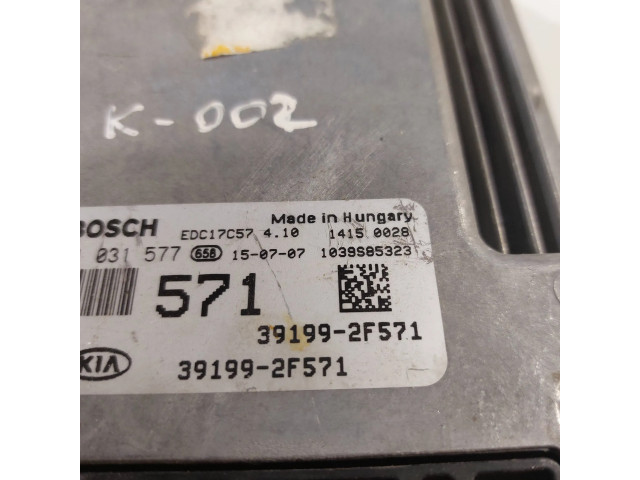 K-002
BOSCH EDC17C57 4.10 Made in Hungary
031 577 658 15-07-07 1415 0028
1039S85323
571
39199-2F571
KIA 39199-2F571